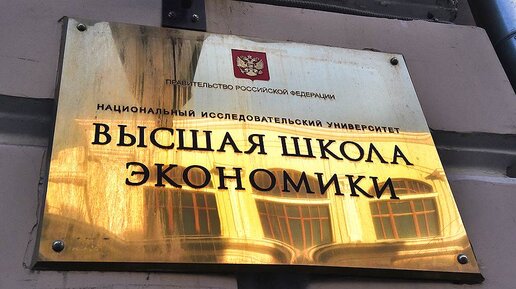 ПРАВИТЕЛЬСТВО РОССИЙСКОЙ ФЕДЕРАЦИИ
НАЦИОНАЛЬНЫЙ ИССЛЕДОВАТЕЛЬСКИЙ УНИВЕРСИТЕТ
ВЫСШАЯ ШКОЛА
ЭКОНОМИКИ